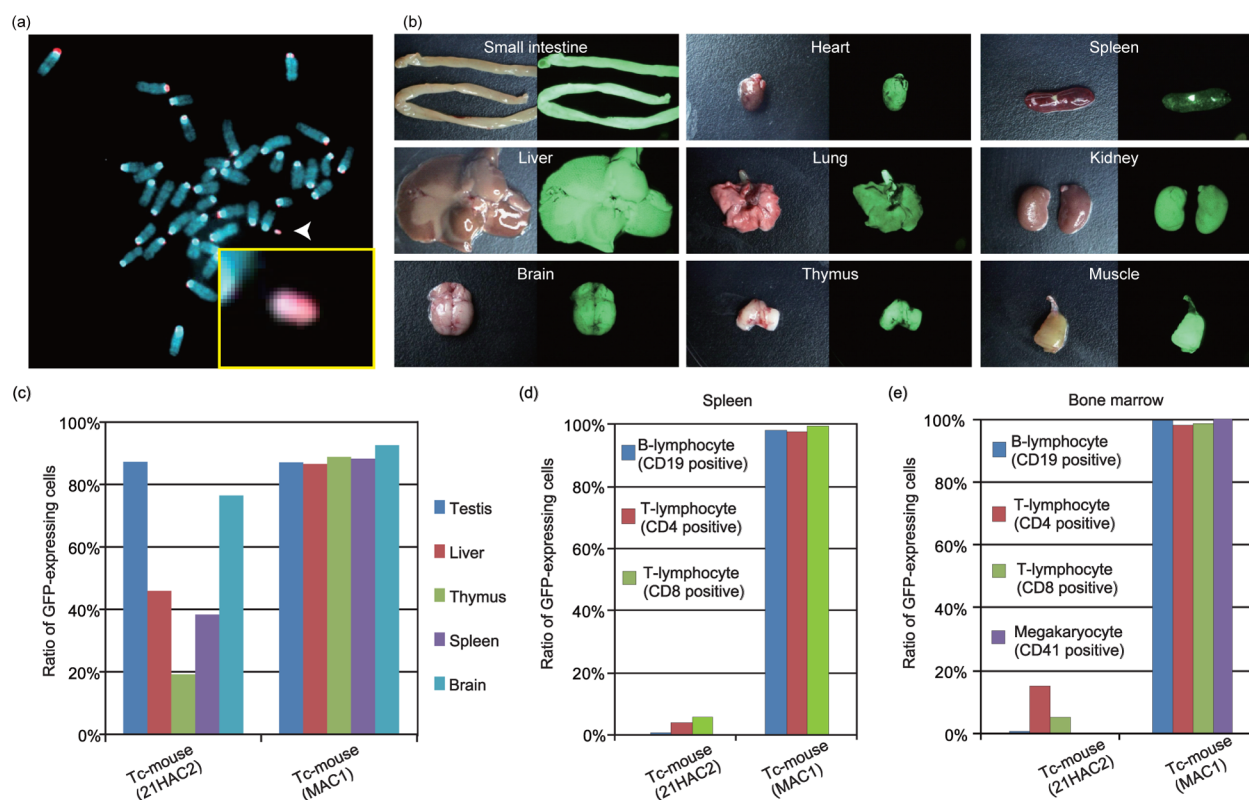 (a)
(b)
Small intestine
Heart
Spleen
Liver
Lung
Kidney
Brain
Thymus
Muscle
(c)
Ratio of GFP-expressing cells
100%
80%
60%
40%
20%
0%
Tc-mouse
(21HAC2)
Tc-mouse
(MAC1)
Testis
Liver
Thymus
Spleen
Brain
(d)
Spleen
Ratio of GFP-expressing cells
100%
80%
60%
40%
20%
0%
B-lymphocyte
(CD19 positive)
T-lymphocyte
(CD4 positive)
T-lymphocyte
(CD8 positive)
Tc-mouse
(21HAC2)
Tc-mouse
(MAC1)
(e)
Bone marrow
Ratio of GFP-expressing cells
100%
80%
60%
40%
20%
0%
B-lymphocyte
(CD19 positive)
T-lymphocyte
(CD4 positive)
T-lymphocyte
(CD8 positive)
Megakaryocyte
(CD41 positive)
Tc-mouse
(21HAC2)
Tc-mouse
(MAC1)